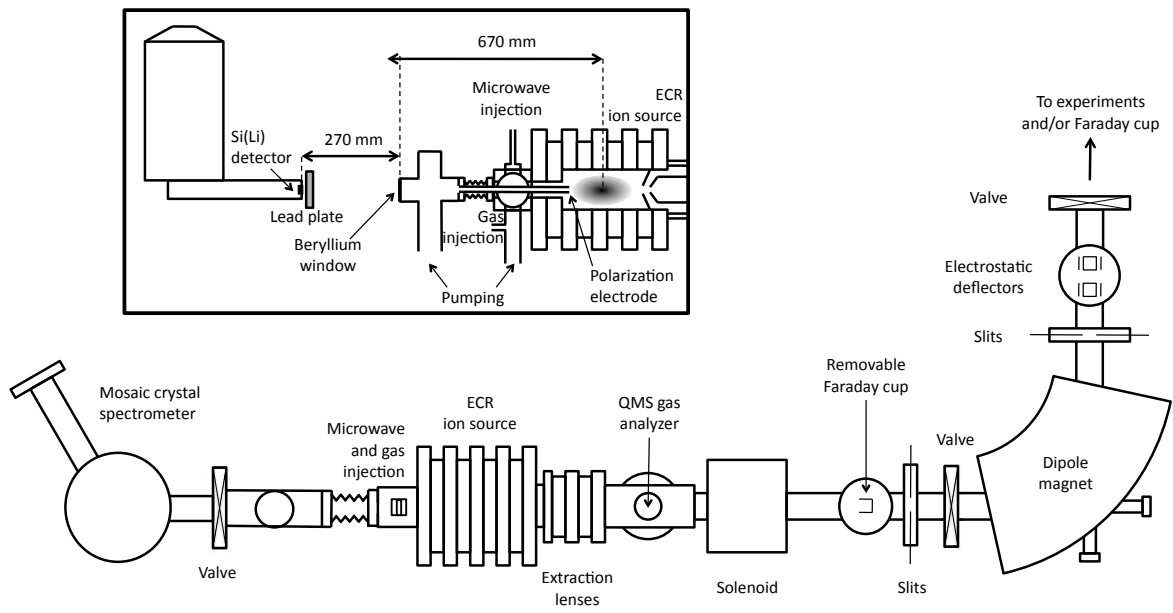 670 mm
Microwave
injection
ECR
ion source
To experiments
and/or Faraday cup
270 mm
Si(Li)
detector
Lead plate
Gas
injection
Beryllium
window
Pumping
Polarization
electrode
Valve
Electrostatic
deflectors
Slits
Mosaic crystal
spectrometer
Microwave
and gas
injection
ECR
ion source
QMS gas
analyzer
Removable
Faraday cup
Valve
Dipole
magnet
Valve
Extraction
lenses
Solenoid
Slits